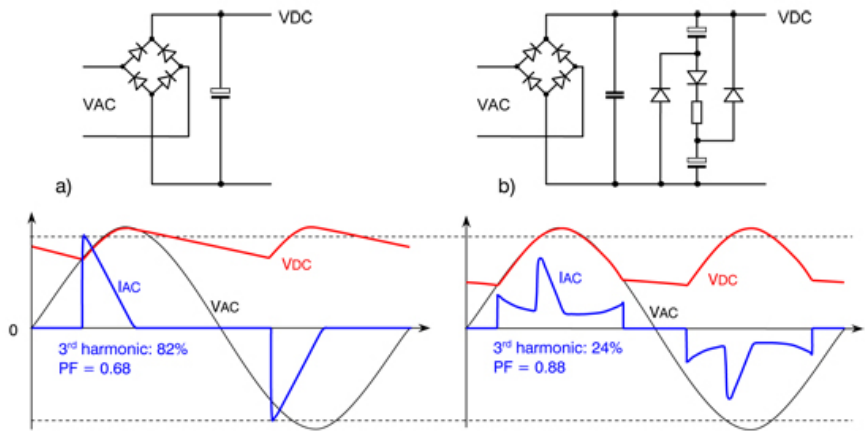 VDC
VAC
a)
VDC
VAC
b)
VDC
IAC
VAC
0
3rd harmonic: 82%
PF = 0.68
VDC
IAC
VAC
3rd harmonic: 24%
PF = 0.88